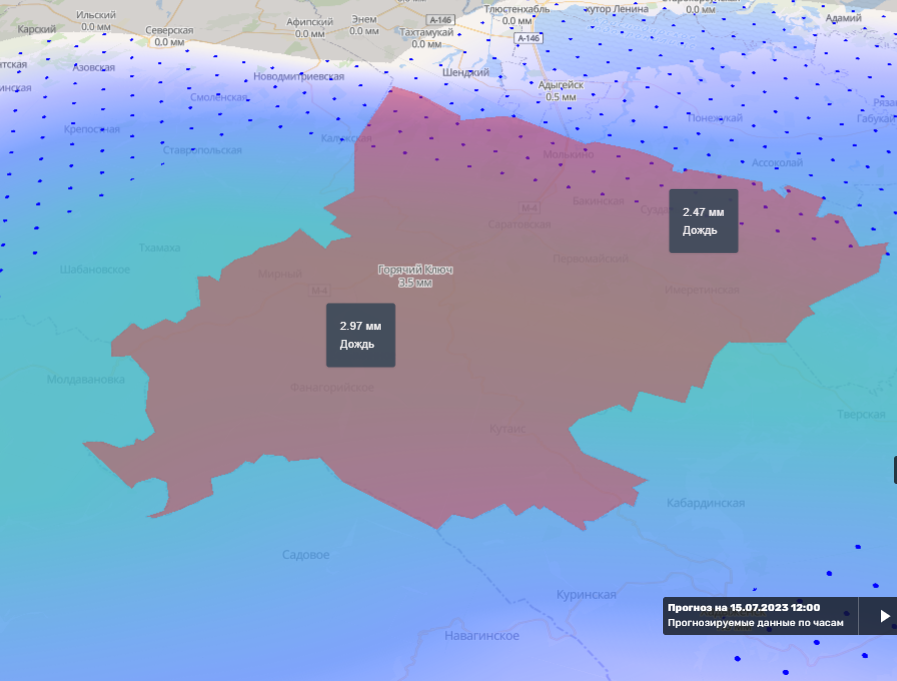 Ильский
0.0 мм
Карский
Северская
0.0 мм
Афипский
0.0 мм
Энем
0.0 мм
А-146
Тахтамукай
0.0 мм
Тлюстенхабль
0.0 мм
А-146
хутор Ленина
0.0 мм
Адамий
Азовская
Новодмитриевская
Шенджий
Адыгейск
0.5 мм
Смоленская
Понежукай
Габукай
Крепостная
Калужская
Ставропольская
Молькино
Ассоколай
М-4
Бакинская
Саратовская
2.47 мм
Дождь
Тхамаха
Шабановское
Мирный
Горячий Ключ
3.5 мм
Первомайский
М-4
Имеретинская
2.97 мм
Дождь
Молдавановка
Фанагорийское
Кутаис
Тверская
Кабардинская
Садовое
Куринская
Навагинское
Прогноз на 15.07.2023 12:00
Прогнозируемые данные по часам